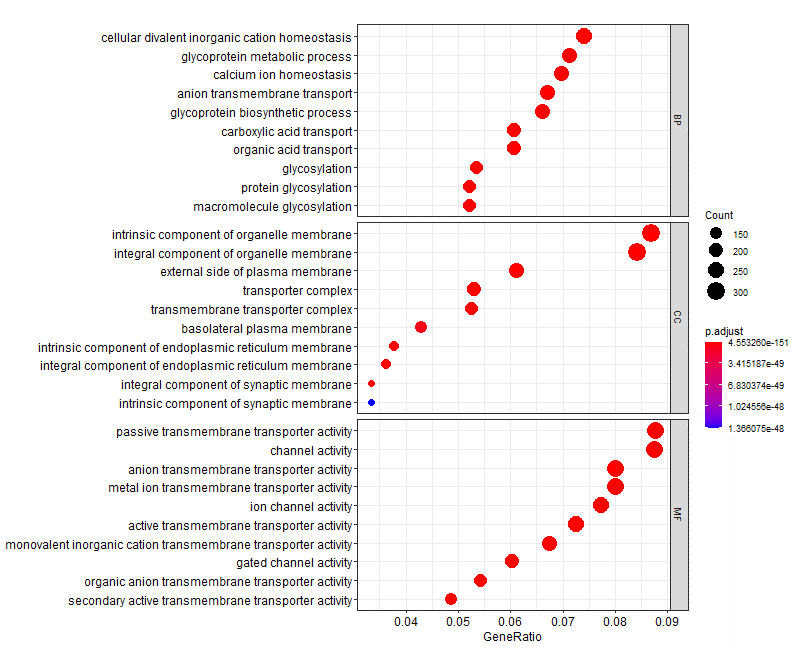 cellular divalent inorganic cation homeostasis
glycoprotein metabolic process
calcium ion homeostasis
anion transmembrane transport
glycoprotein biosynthetic process
carboxylic acid transport
organic acid transport
glycosylation
protein glycosylation
macromolecule glycosylation
BP
intrinsic component of organelle membrane
integral component of organelle membrane
external side of plasma membrane
transporter complex
transmembrane transporter complex
basolateral plasma membrane
intrinsic component of endoplasmic reticulum membrane
integral component of endoplasmic reticulum membrane
integral component of synaptic membrane
intrinsic component of synaptic membrane
CC
passive transmembrane transporter activity
channel activity
anion transmembrane transporter activity
metal ion transmembrane transporter activity
ion channel activity
active transmembrane transporter activity
monovalent inorganic cation transmembrane transporter activity
gated channel activity
organic anion transmembrane transporter activity
secondary active transmembrane transporter activity
MF
0.04 0.05 0.06 0.07 0.08 0.09
GeneRatio
Count
150
200
250
300
p.adjust
4.553260e-151
3.415187e-49
6.830374e-49
1.024556e-48
1.366075e-48